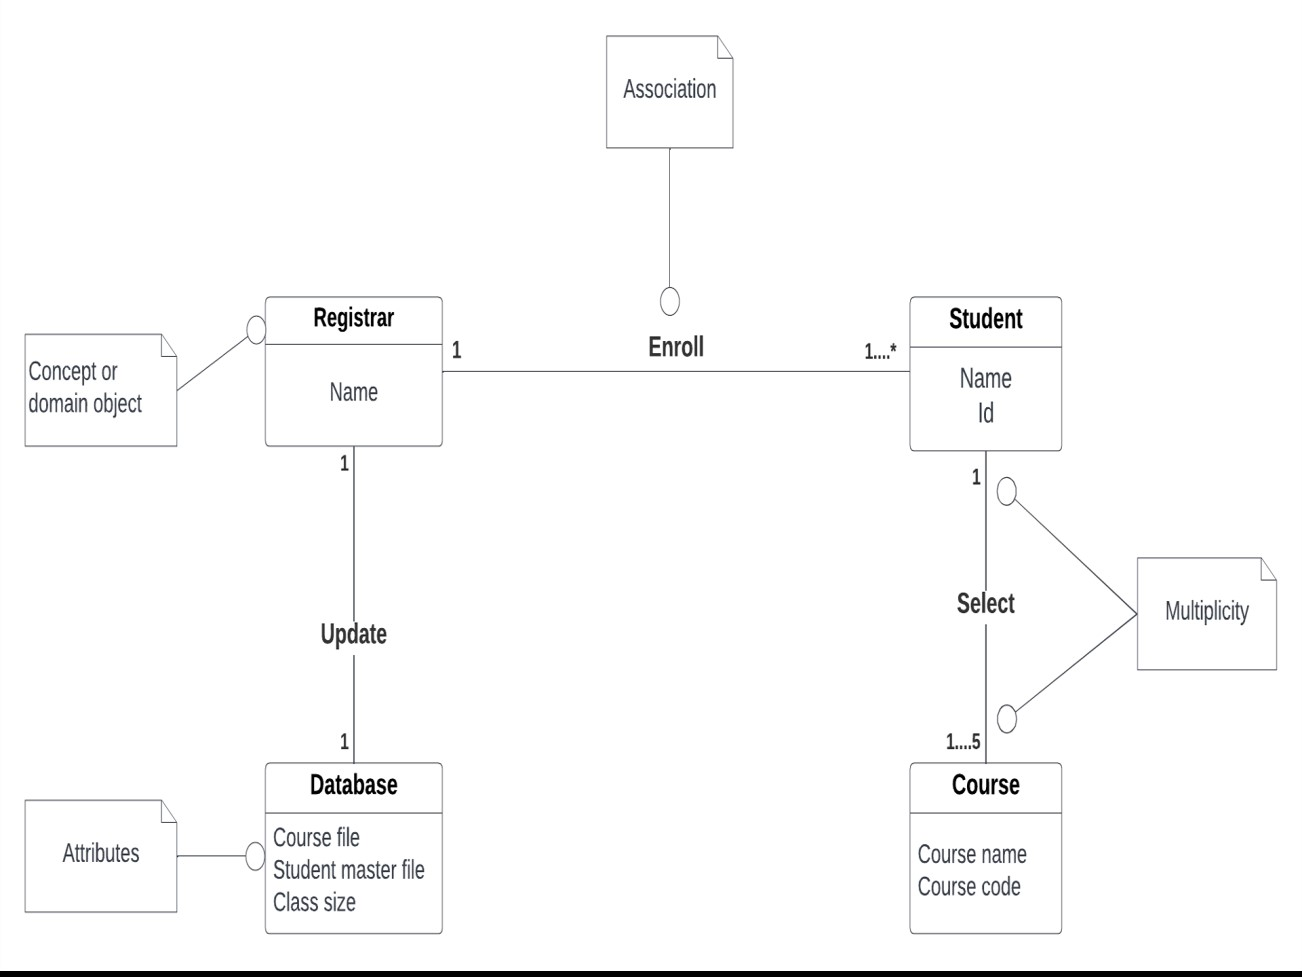 Association
Registrar
Name
Concept or
domain object
1
Enroll
1....*
Student
Name
Id
1
Update
1
1
Select
1....5
Multiplicity
Database
Course file
Student master file
Class size
Attributes
Course
Course name
Course code